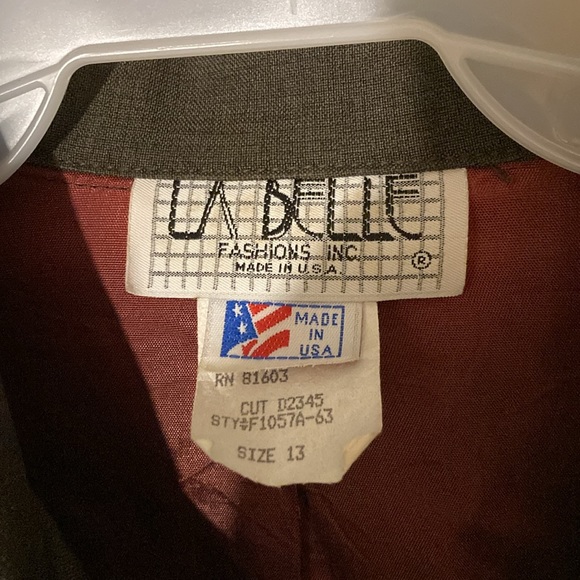 LA BELLE
FASHIONS INC.
MADE IN U.S.A.
®
MADE
IN
USA
RN 81603
CUT D2345
STY#F1057A-63
SIZE 13